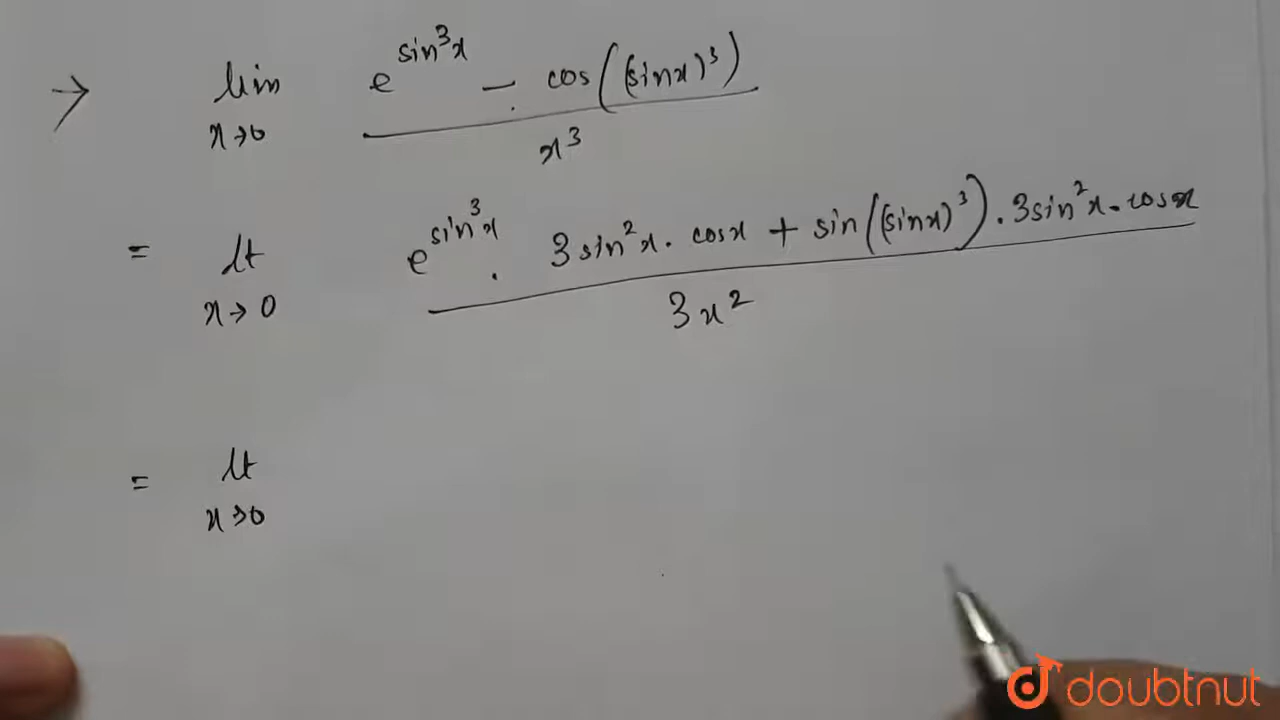 → lim e^{sin³x} - cos((sinx)³)
x→0 x³
= lt e^{sin³x} . 3sin²x . cosx + sin((sinx)³) . 3sin²x . cosx
x→0 3x²
= lt
x→0
doubtnut